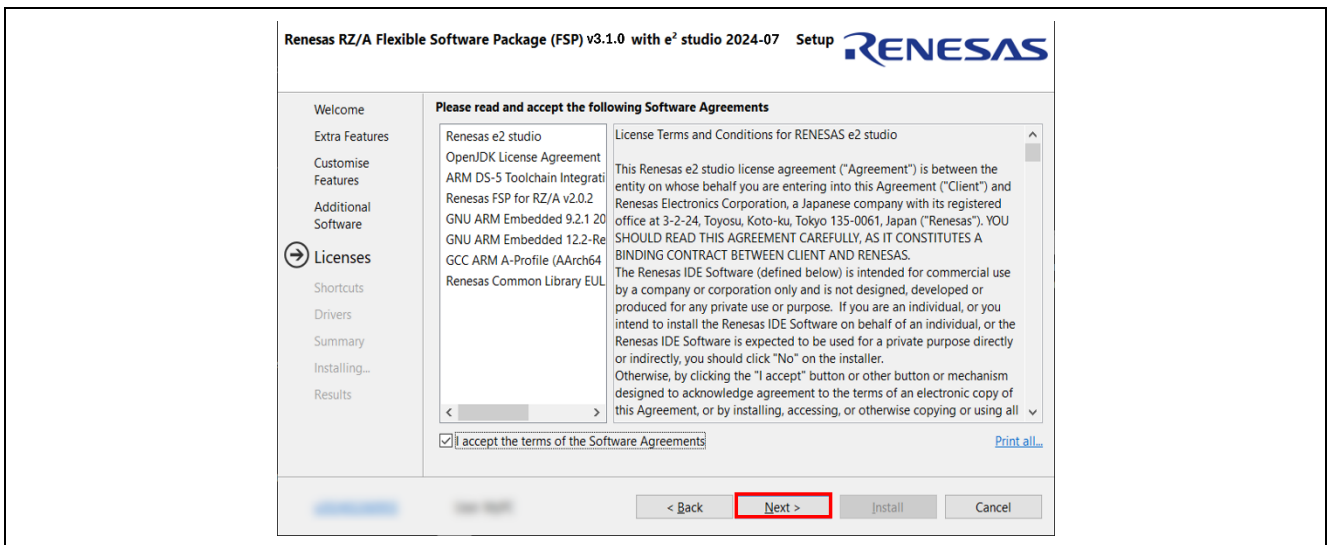 Renesas RZ/A Flexible Software Package (FSP) v3.1.0 with e² studio 2024-07 Setup
RENESAS
Welcome
Extra Features
Customise
Features
Additional
Software
Licenses
Shortcuts
Drivers
Summary
Installing...
Results
Please read and accept the following Software Agreements
Renesas e2 studio
OpenJDK License Agreement
ARM DS-5 Toolchain Integrati
Renesas FSP for RZ/A v2.0.2
GNU ARM Embedded 9.2.1 20
GNU ARM Embedded 12.2-Re
GCC ARM A-Profile (AArch64
Renesas Common Library EUL
License Terms and Conditions for RENESAS e2 studio
This Renesas e2 studio license agreement ("Agreement") is between the
entity on whose behalf you are entering into this Agreement ("Client") and
Renesas Electronics Corporation, a Japanese company with its registered
office at 3-2-24, Toyosu, Koto-ku, Tokyo 135-0061, Japan ("Renesas"). YOU
SHOULD READ THIS AGREEMENT CAREFULLY, AS IT CONSTITUTES A
BINDING CONTRACT BETWEEN CLIENT AND RENESAS.
The Renesas IDE Software (defined below) is intended for commercial use
by a company or corporation only and is not designed, developed or
produced for any private use or purpose. If you are an individual, or you
intend to install the Renesas IDE Software on behalf of an individual, or the
Renesas IDE Software is expected to be used for a private purpose directly
or indirectly, you should click "No" on the installer.
Otherwise, by clicking the "I accept" button or other button or mechanism
designed to acknowledge agreement to the terms of an electronic copy of
this Agreement, or by installing, accessing, or otherwise copying or using all
I accept the terms of the Software Agreements
Print all...
< Back
Next >
Install
Cancel